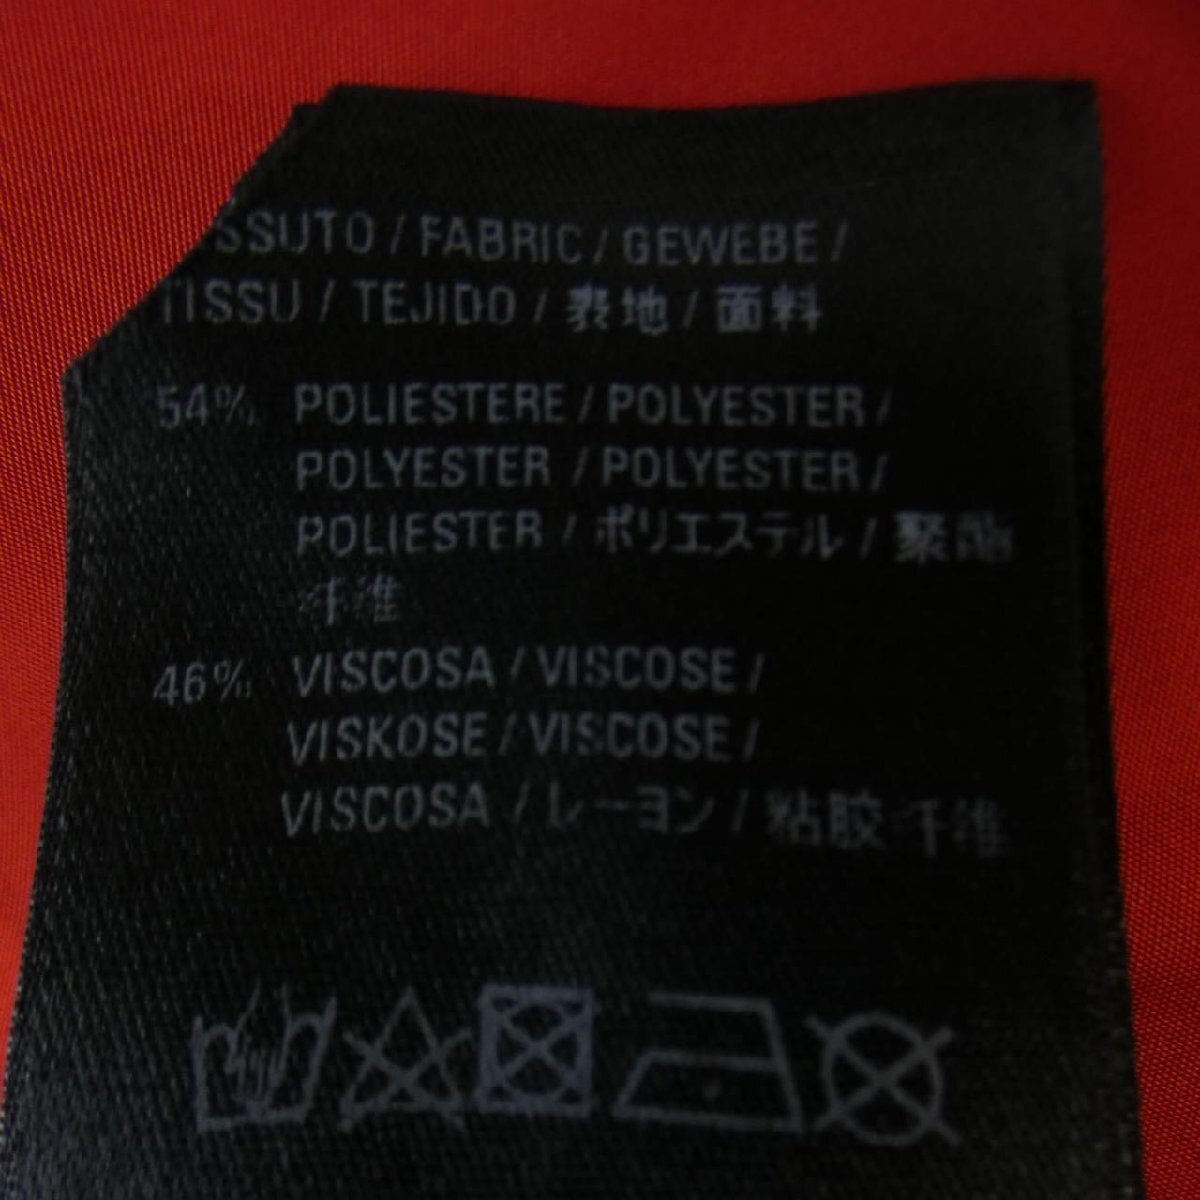 SSUTO / FABRIC / GEWEBE /
TISSU / TEJIDO / 表地 / 面料
54% POLIESTERE / POLYESTER /
POLYESTER / POLYESTER /
POLIESTER / ポリエステル / 聚酯
纤维
46% VISCOSA / VISCOSE /
VISKOSE / VISCOSE /
VISCOSA / レーヨン / 粘胶纤维